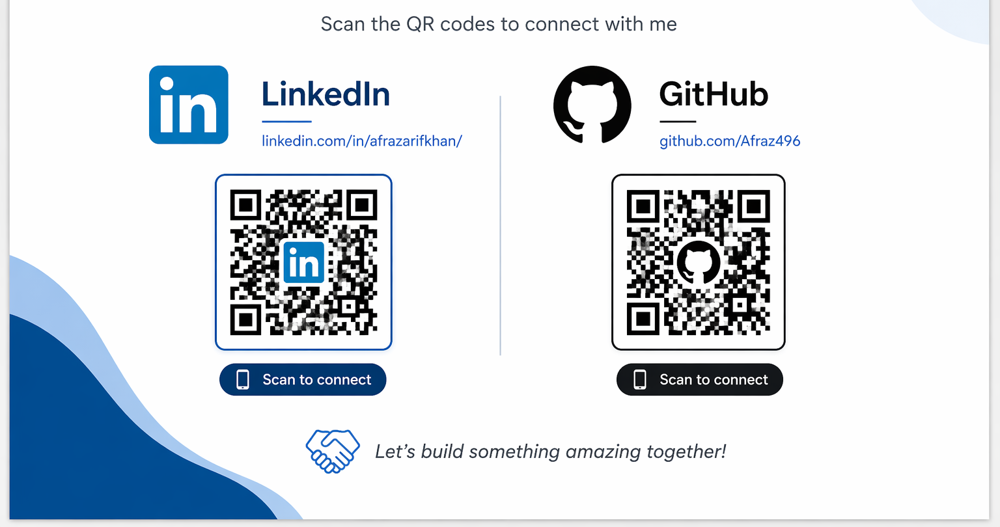 Scan the QR codes to connect with me
in
LinkedIn
linkedin.com/in/afrazarifkhan/
GitHub
github.com/Afraz496
in
Scan to connect
Scan to connect
Let's build something amazing together!